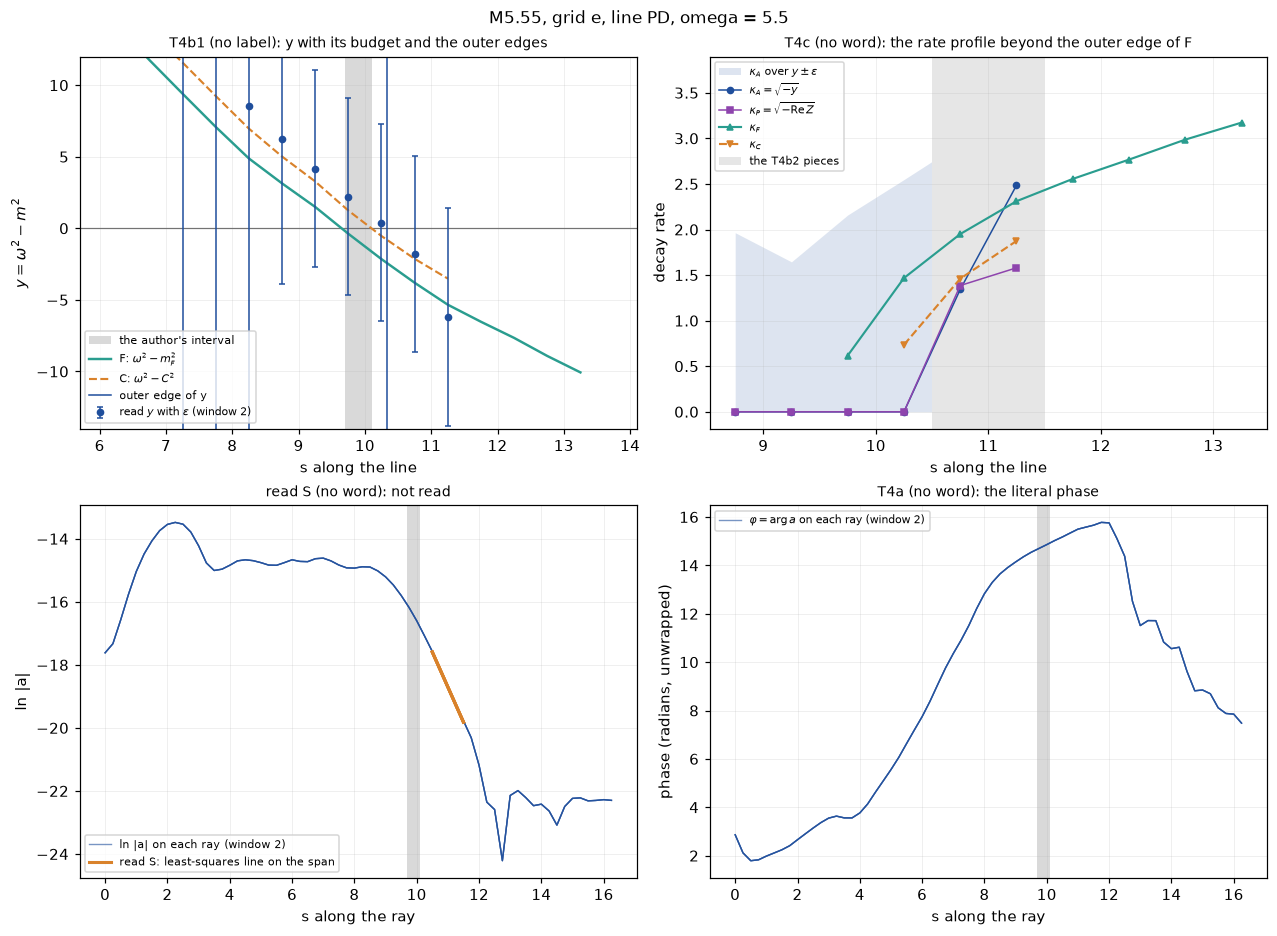 M5.55, grid e, line PD, omega = 5.5
T4b1 (no label): y with its budget and the outer edges
10
5
0
−5
−10
y = ω² − m²
the author's interval
F: ω² − m_F²
C: ω² − C²
outer edge of y
read y with ε (window 2)
6 7 8 9 10 11 12 13 14
s along the line
T4c (no word): the rate profile beyond the outer edge of F
3.5
3.0
2.5
2.0
1.5
1.0
0.5
0.0
decay rate
κ_A over y ± ε
κ_A = √−y
κ_P = √−Re Z
κ_F
κ_C
the T4b2 pieces
9 10 11 12 13
s along the line
read S (no word): not read
−14
−16
−18
−20
−22
−24
ln |a|
ln |a| on each ray (window 2)
read S: least-squares line on the span
0 2 4 6 8 10 12 14 16
s along the ray
T4a (no word): the literal phase
16
14
12
10
8
6
4
2
phase (radians, unwrapped)
φ = arg a on each ray (window 2)
0 2 4 6 8 10 12 14 16
s along the ray